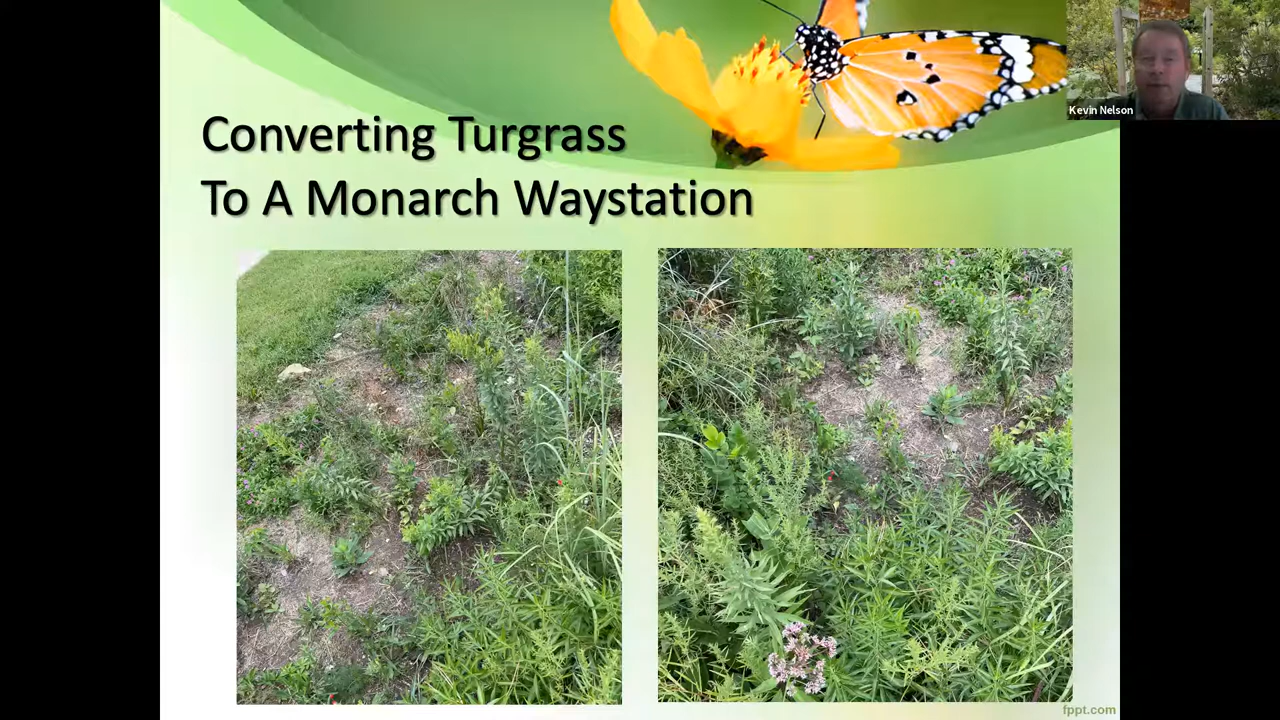 Kevin Nelson
Converting Turgrass
To A Monarch Waystation
fppt.com